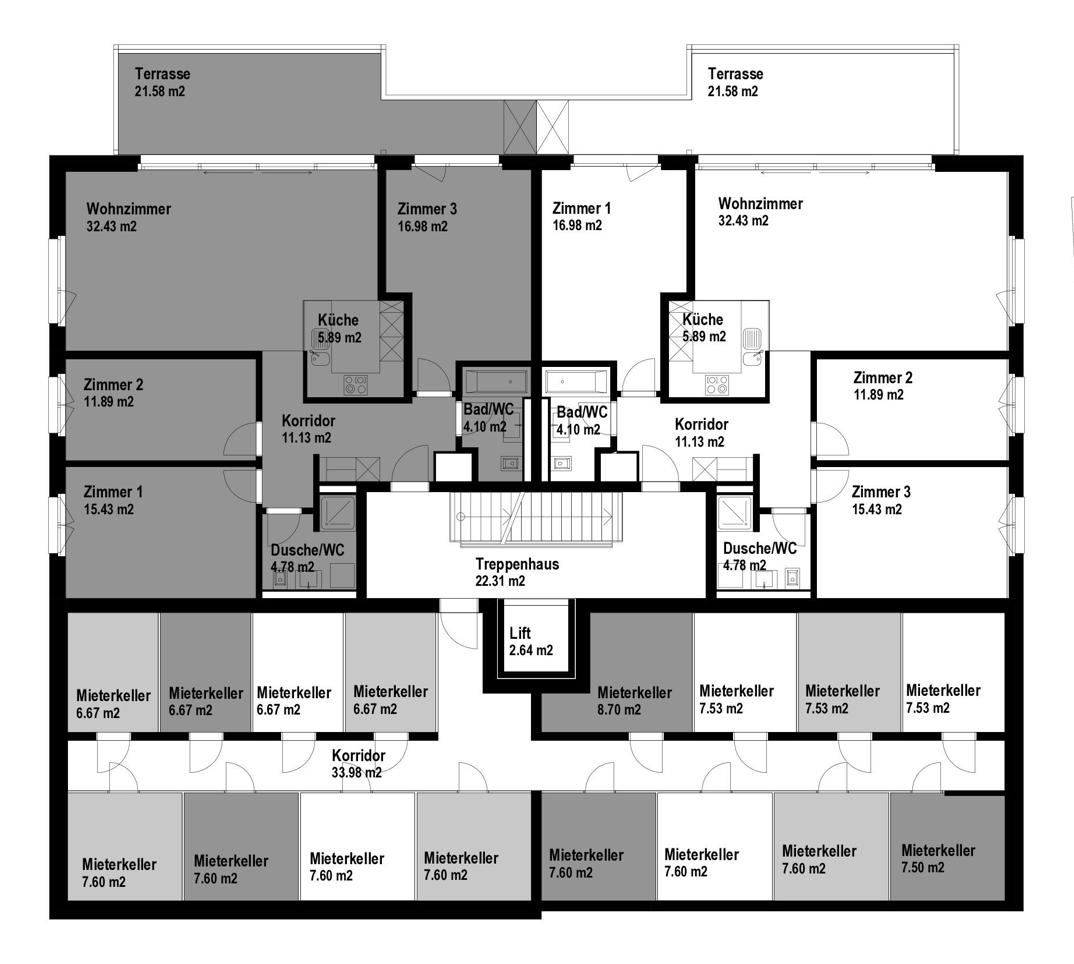 Terrasse
21.58 m2
Terrasse
21.58 m2
Wohnzimmer
32.43 m2
Zimmer 3
16.98 m2
Zimmer 1
16.98 m2
Wohnzimmer
32.43 m2
Küche
5.89 m2
Küche
5.89 m2
Zimmer 2
11.89 m2
Korridor
11.13 m2
Bad/WC
4.10 m2
Bad/WC
4.10 m2
Korridor
11.13 m2
Zimmer 2
11.89 m2
Zimmer 1
15.43 m2
Zimmer 3
15.43 m2
Dusche/WC
4.78 m2
Treppenhaus
22.31 m2
Dusche/WC
4.78 m2
Lift
2.64 m2
Mieterkeller
6.67 m2
Mieterkeller
6.67 m2
Mieterkeller
6.67 m2
Mieterkeller
6.67 m2
Mieterkeller
8.70 m2
Mieterkeller
7.53 m2
Mieterkeller
7.53 m2
Mieterkeller
7.53 m2
Korridor
33.98 m2
Mieterkeller
7.60 m2
Mieterkeller
7.60 m2
Mieterkeller
7.60 m2
Mieterkeller
7.60 m2
Mieterkeller
7.60 m2
Mieterkeller
7.60 m2
Mieterkeller
7.60 m2
Mieterkeller
7.50 m2